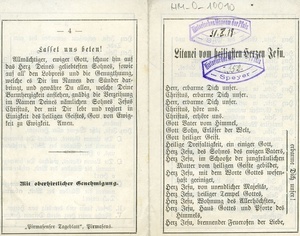 — 4 —
Lasset uns beten!
Allmächtiger, ewiger Gott, schaue hin auf
das Herz Deines geliebtesten Sohnes, sowie
auf all den Lobpreis und die Genugthuung,
welche es Dir im Namen der Sünder dar-
bringt, und gewähre Du allen, welche Deine
Barmherzigkeit anstehen, gnädig die Vergebung
im Namen Deines nämlichen Sohnes Jesus
Christus, der mit Dir lebt und regiert in
Einigkeit des heiligen Geistes, Gott von Ewig-
keit zu Ewigkeit. Amen.
Mit oberhirtlicher Genehmigung.
"Pirmasenser Tageblatt", Pirmasens.
Speyer
Litanei vom heiligsten Herzen Jesu.
Herr, erbarme Dich unser.
Christus, erbarme Dich unser.
Herr, erbarme Dich unser.
Christus, höre uns.
Christus, erhöre uns.
Gott Vater vom Himmel,
Gott Sohn, Erlöser der Welt,
Gott heiliger Geist,
Heilige Dreifaltigkeit, ein einiger Gott,
Herz Jesu, des Sohnes des ewigen Vaters,
Herz Jesu, im Schoße der jungfräulichen
Mutter vom heiligen Geiste gebildet,
Herz Jesu, mit dem Worte Gottes wesen-
haft vereinigt,
Herz Jesu, von unendlicher Majestät,
Herz Jesu, heiliger Tempel Gottes,
Herz Jesu, Wohnung des Allerhöchsten,
Herz Jesu, Haus Gottes und Pforte des
Himmels,
Herz Jesu, brennender Feuerofen der Liebe,
erbarme Dich unser!